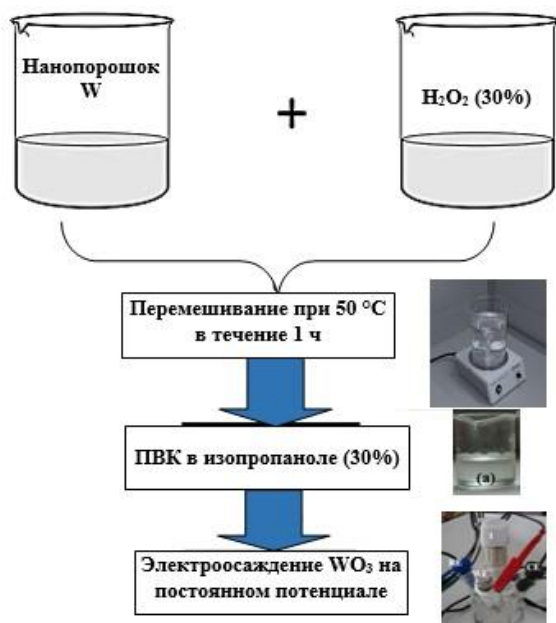 Нанопорошок
W
+
H₂O₂ (30%)
Перемешивание при 50 °C
в течение 1 ч
ПВК в изопропаноле (30%)
(а)
Электроосаждение WO₃ на
постоянном потенциале